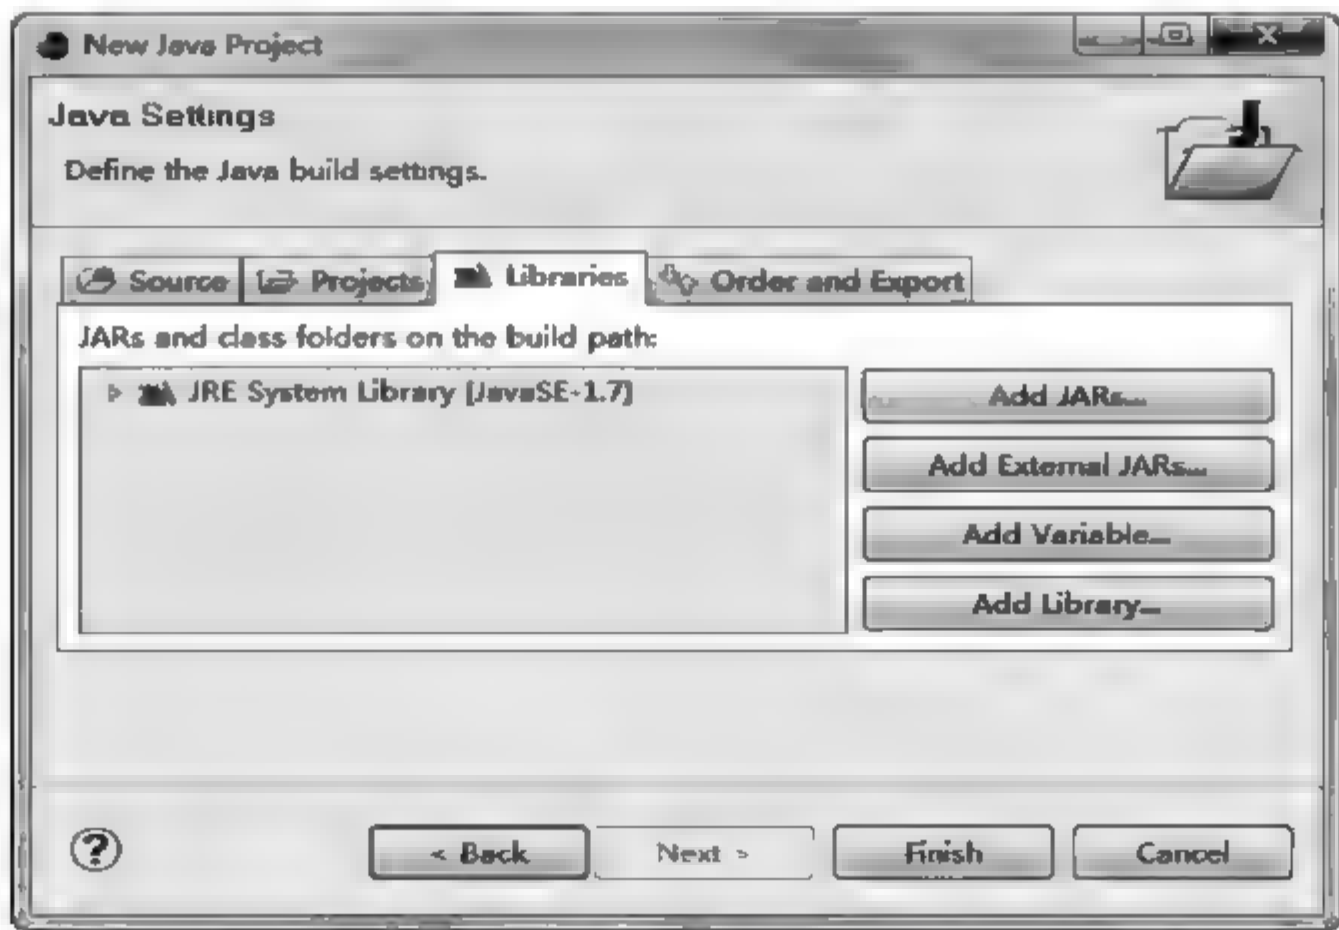 New Java Project
Java Settings
Define the Java build settings.
Source Projects Libraries Order and Export
JARs and class folders on the build path:
JRE System Library [JavaSE-1.7]
Add JARs...
Add External JARs...
Add Variable...
Add Library...
? < Back Next > Finish Cancel